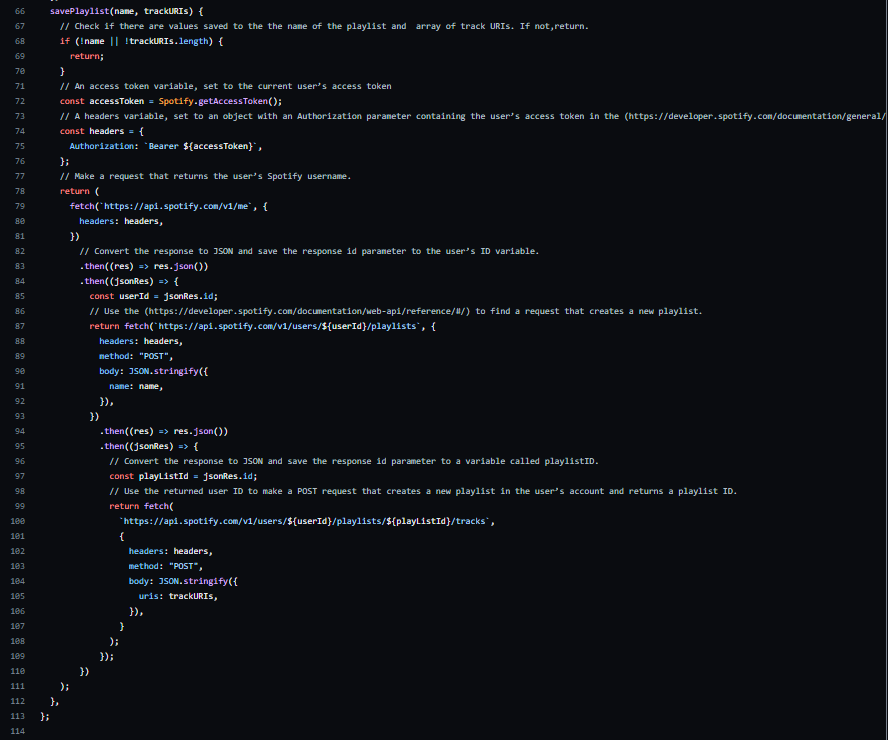 66 savePlaylist(name, trackURIs) {
67 // Check if there are values saved to the the name of the playlist and  array of track URIs. If not,return.
68 if (!name || !trackURIs.length) {
69 return;
70 }
71 // An access token variable, set to the current user’s access token
72 const accessToken = Spotify.getAccessToken();
73 // A headers variable, set to an object with an Authorization parameter containing the user’s access token in the (https://developer.spotify.com/documentation/general/
74 const headers = {
75 Authorization: `Bearer ${accessToken}`,
76 };
77 // Make a request that returns the user’s Spotify username.
78 return (
79 fetch(`https://api.spotify.com/v1/me`, {
80 headers: headers,
81 })
82 // Convert the response to JSON and save the response id parameter to the user’s ID variable.
83 .then((res) => res.json())
84 .then((jsonRes) => {
85 const userId = jsonRes.id;
86 // Use the (https://developer.spotify.com/documentation/web-api/reference/#/) to find a request that creates a new playlist.
87 return fetch(`https://api.spotify.com/v1/users/${userId}/playlists`, {
88 headers: headers,
89 method: "POST",
90 body: JSON.stringify({
91 name: name,
92 }),
93 })
94 .then((res) => res.json())
95 .then((jsonRes) => {
96 // Convert the response to JSON and save the response id parameter to a variable called playlistID.
97 const playListId = jsonRes.id;
98 // Use the returned user ID to make a POST request that creates a new playlist in the user’s account and returns a playlist ID.
99 return fetch(
100 `https://api.spotify.com/v1/users/${userId}/playlists/${playListId}/tracks`,
101 {
102 headers: headers,
103 method: "POST",
104 body: JSON.stringify({
105 uris: trackURIs,
106 }),
107 }
108 );
109 });
110 })
111 );
112 },
113 };
114